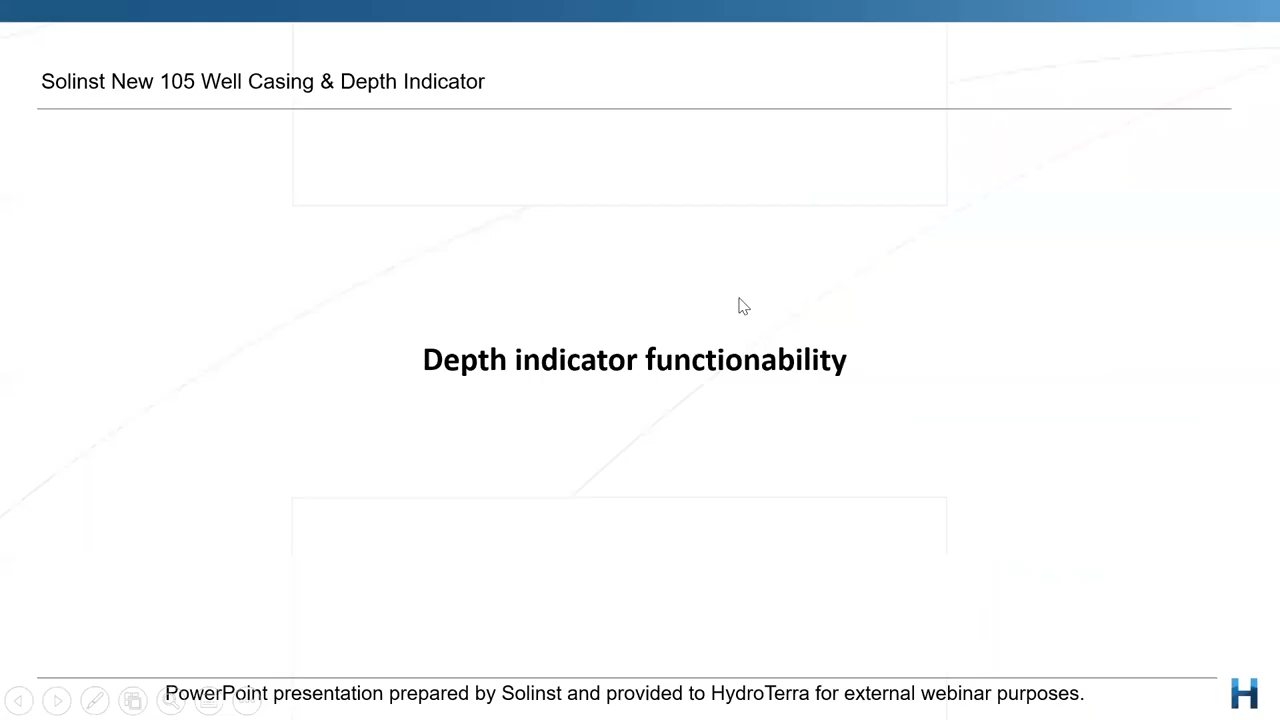 Solinst New 105 Well Casing & Depth Indicator
Depth indicator functionability
PowerPoint presentation prepared by Solinst and provided to HydroTerra for external webinar purposes.
H